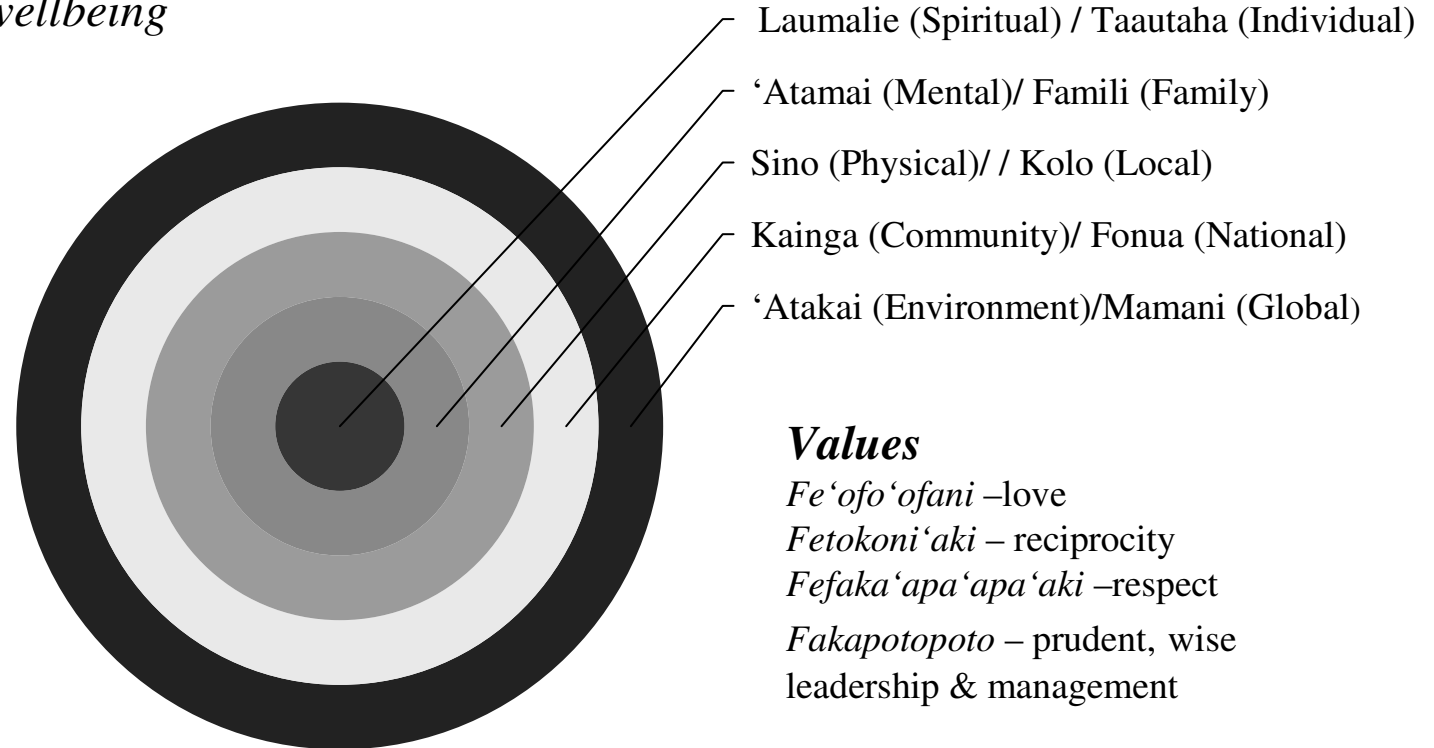 wellbeing
Laumalie (Spiritual) / Taautaha (Individual)
‘Atamai (Mental)/ Famili (Family)
Sino (Physical)/ / Kolo (Local)
Kainga (Community)/ Fonua (National)
‘Atakai (Environment)/Mamani (Global)
Values
Fe‘ofo‘ofani –love
Fetokoni‘aki – reciprocity
Fefaka‘apa‘apa‘aki –respect
Fakapotopoto – prudent, wise
leadership & management